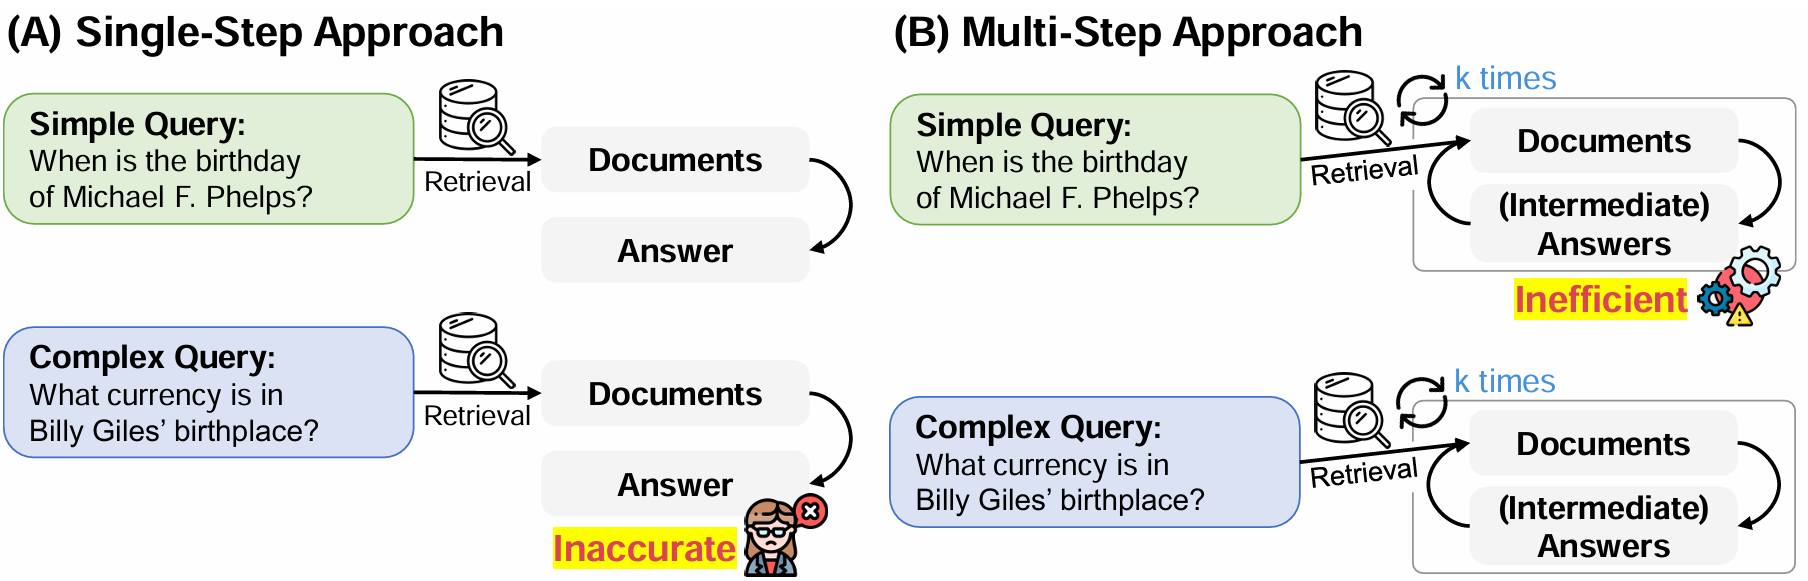 (A) Single-Step Approach
Simple Query:
When is the birthday
of Michael F. Phelps?
Retrieval
Documents
Answer
Complex Query:
What currency is in
Billy Giles’ birthplace?
Retrieval
Documents
Answer
Inaccurate
(B) Multi-Step Approach
k times
Simple Query:
When is the birthday
of Michael F. Phelps?
Retrieval
Documents
(Intermediate)
Answers
Inefficient
k times
Complex Query:
What currency is in
Billy Giles’ birthplace?
Retrieval
Documents
(Intermediate)
Answers